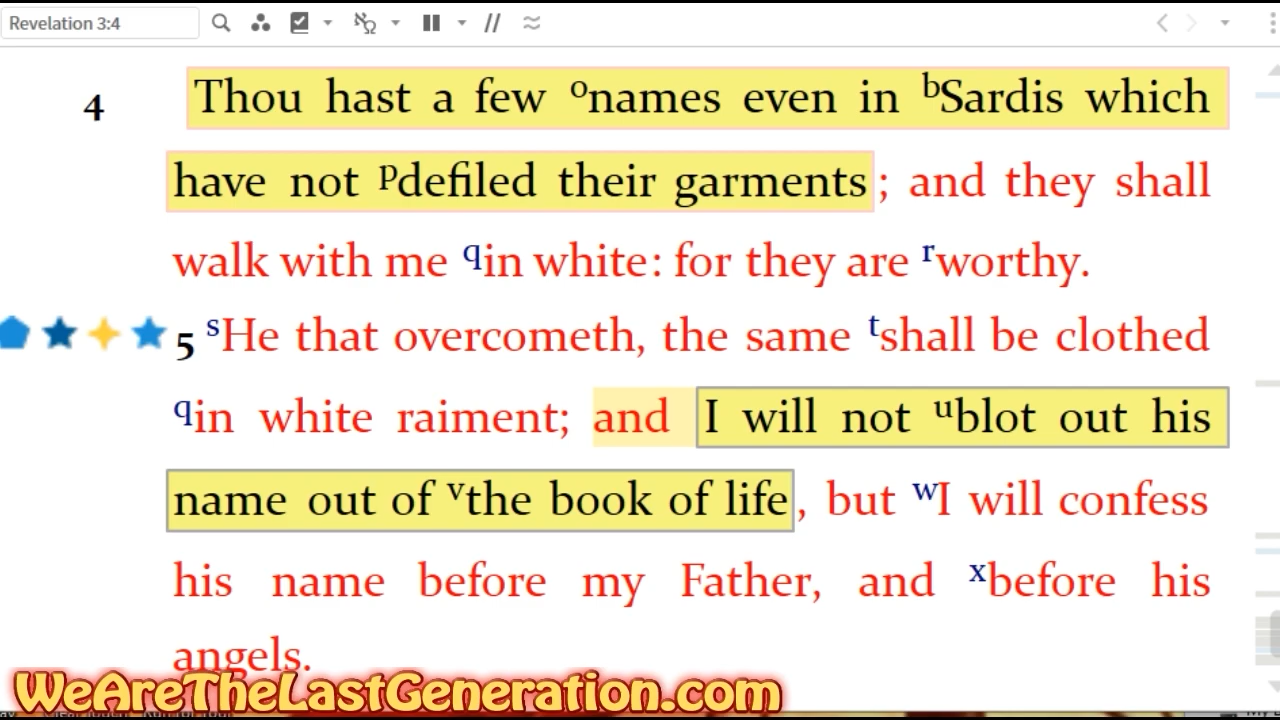 Revelation 3:4
4 Thou hast a few °names even in ᵇSardis which
have not ᵖdefiled their garments; and they shall
walk with me qin white: for they are ʳworthy.
5 ˢHe that overcometh, the same ᵗshall be clothed
qin white raiment; and I will not ᵘblot out his
name out of ᵛthe book of life, but ʷI will confess
his name before my Father, and ˣbefore his
angels.
WeAreTheLastGeneration.com